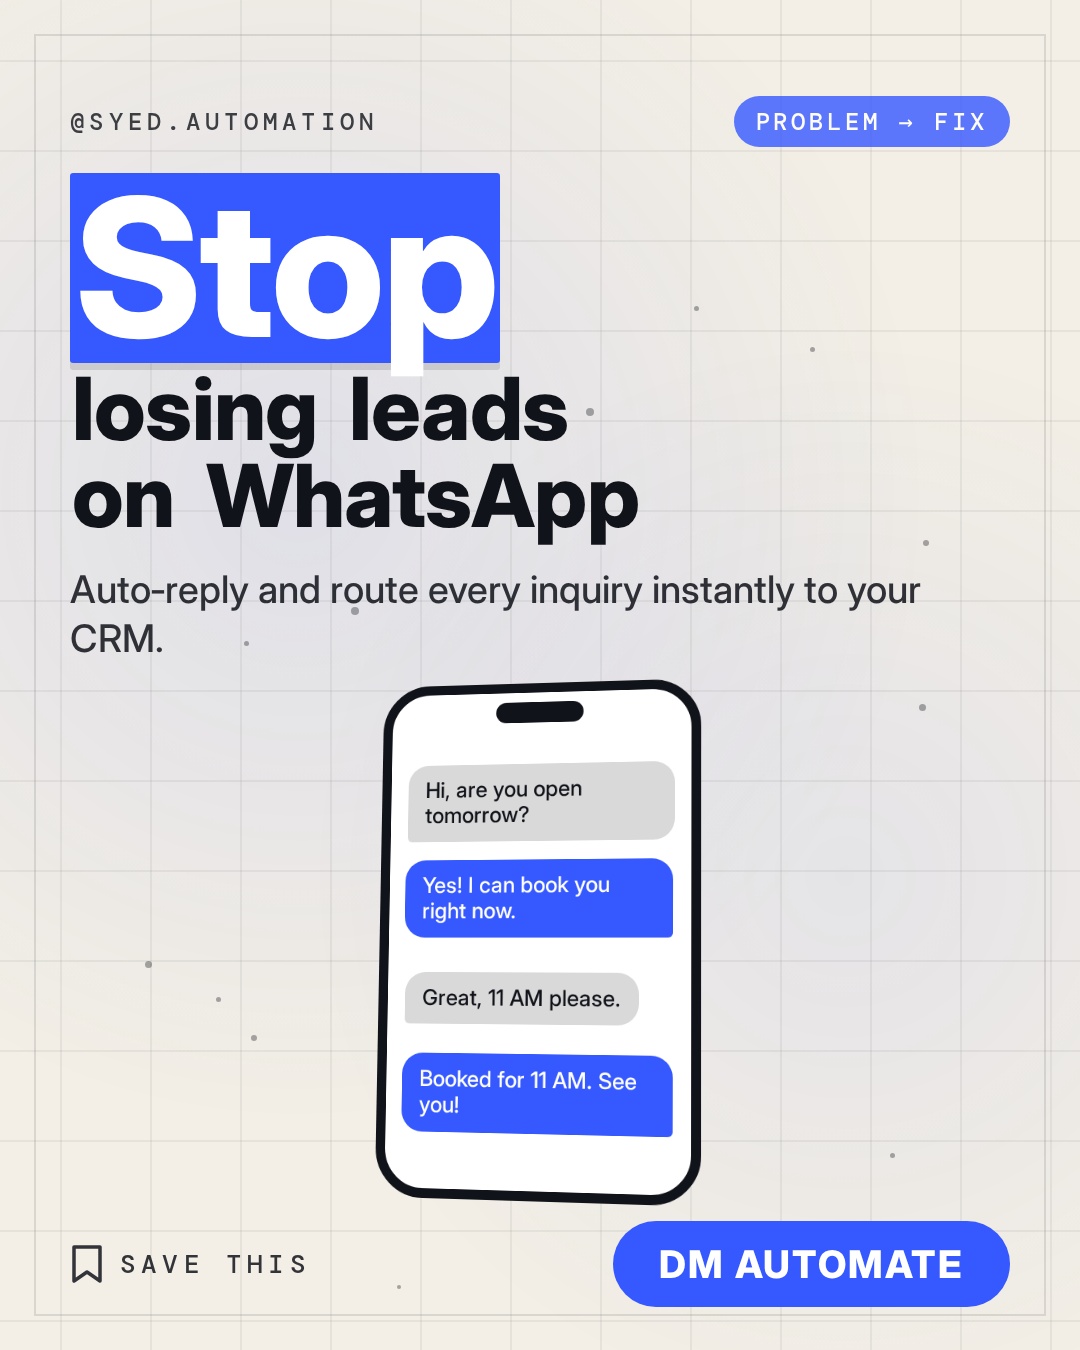 @SYED.AUTOMATION
PROBLEM → FIX
Stop
losing leads
on WhatsApp
Auto-reply and route every inquiry instantly to your
CRM.
Hi, are you open
tomorrow?
Yes! I can book you
right now.
Great, 11 AM please.
Booked for 11 AM. See
you!
SAVE THIS
DM AUTOMATE